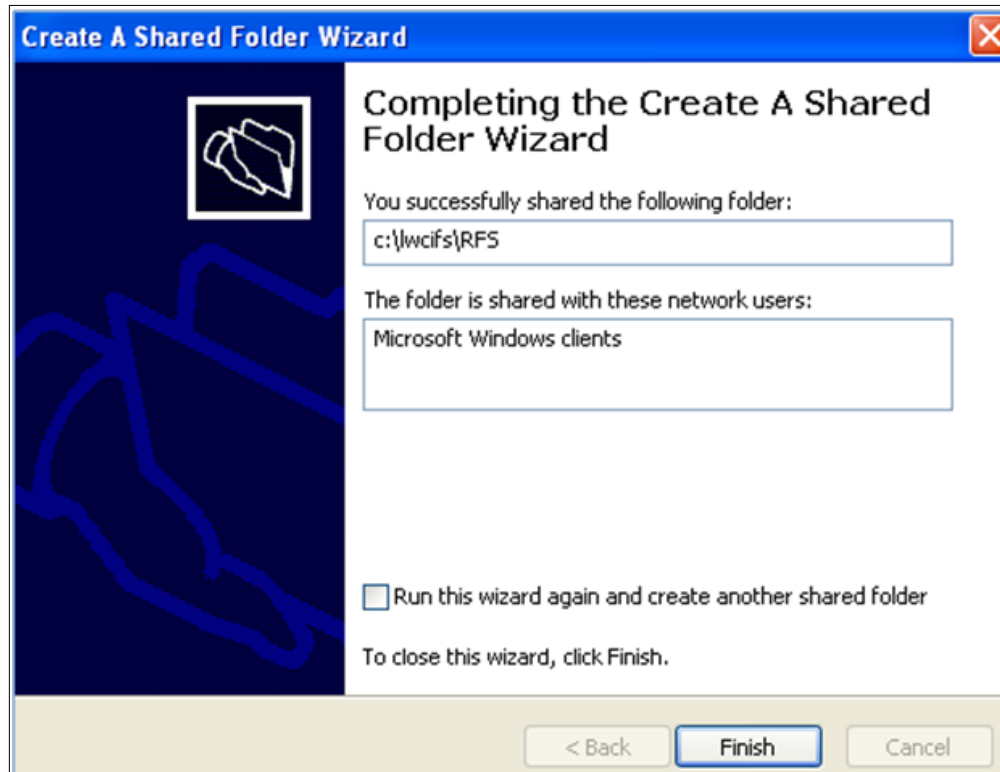 Create A Shared Folder Wizard
Completing the Create A Shared
Folder Wizard
You successfully shared the following folder:
c:\lwcifs\RFS
The folder is shared with these network users:
Microsoft Windows clients
Run this wizard again and create another shared folder
To close this wizard, click Finish.
< Back
Finish
Cancel